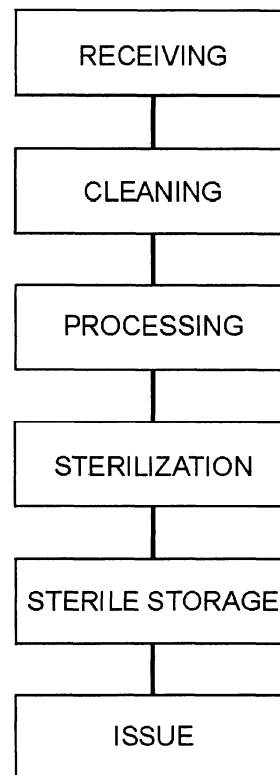 RECEIVING
CLEANING
PROCESSING
STERILIZATION
STERILE STORAGE
ISSUE